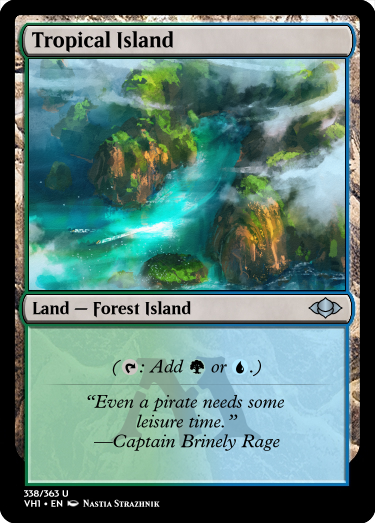 Tropical Island
Land — Forest Island
( : Add or .)
“Even a pirate needs some
leisure time.”
—Captain Brinely Rage
338/363 U
VH1 • EN Nastia Strazhnik